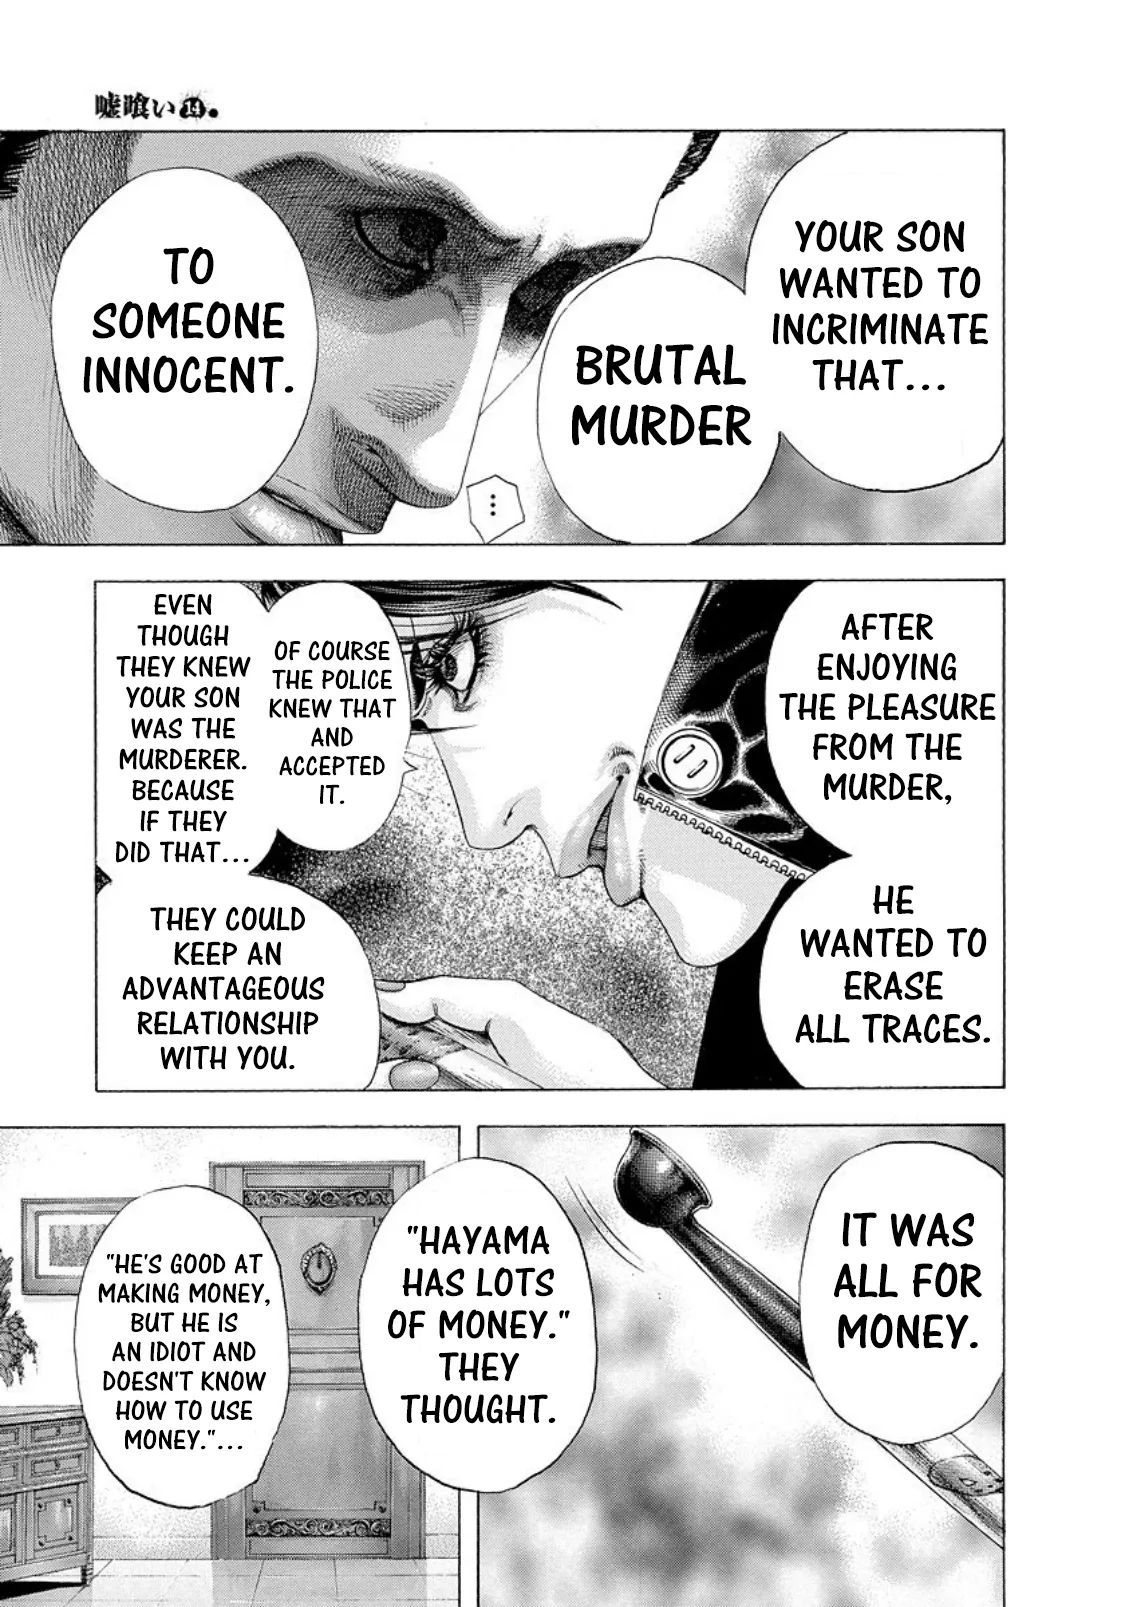 嘘喰い14
YOUR SON
WANTED TO
INCRIMINATE
THAT...
BRUTAL
MURDER
...
TO
SOMEONE
INNOCENT.
AFTER
ENJOYING
THE PLEASURE
FROM THE
MURDER,
HE
WANTED TO
ERASE
ALL TRACES.
OF COURSE
THE POLICE
KNEW THAT
AND
ACCEPTED
IT.
EVEN
THOUGH
THEY KNEW
YOUR SON
WAS THE
MURDERER.
BECAUSE
IF THEY
DID THAT...
THEY COULD
KEEP AN
ADVANTAGEOUS
RELATIONSHIP
WITH YOU.
IT WAS
ALL FOR
MONEY.
"HAYAMA
HAS LOTS
OF MONEY."
THEY
THOUGHT.
"HE'S GOOD AT
MAKING MONEY,
BUT HE IS
AN IDIOT AND
DOESN'T KNOW
HOW TO USE
MONEY."...